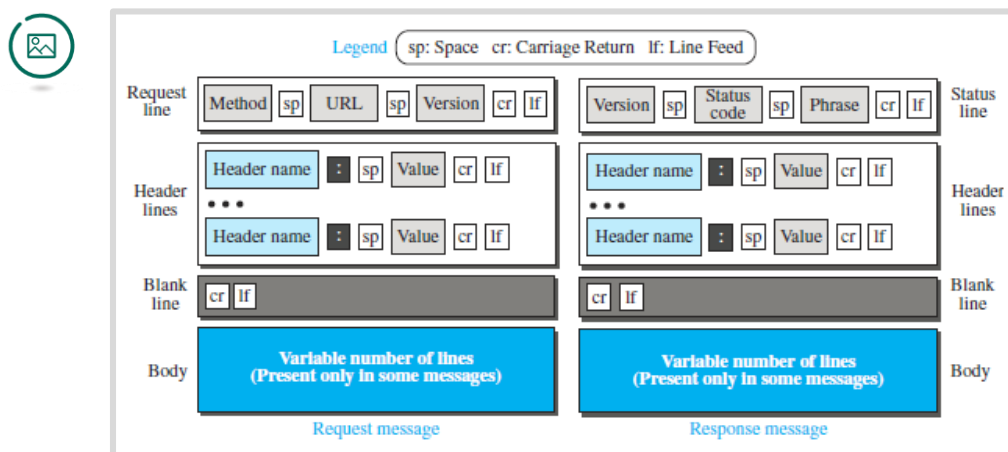 Legend sp: Space cr: Carriage Return lf: Line Feed
Request line
Method sp URL sp Version cr lf
Version sp Status code sp Phrase cr lf
Status line
Header lines
Header name : sp Value cr lf
•••
Header name : sp Value cr lf
Header name : sp Value cr lf
•••
Header name : sp Value cr lf
Header lines
Blank line
cr lf
cr lf
Blank line
Body
Variable number of lines
(Present only in some messages)
Variable number of lines
(Present only in some messages)
Body
Request message
Response message